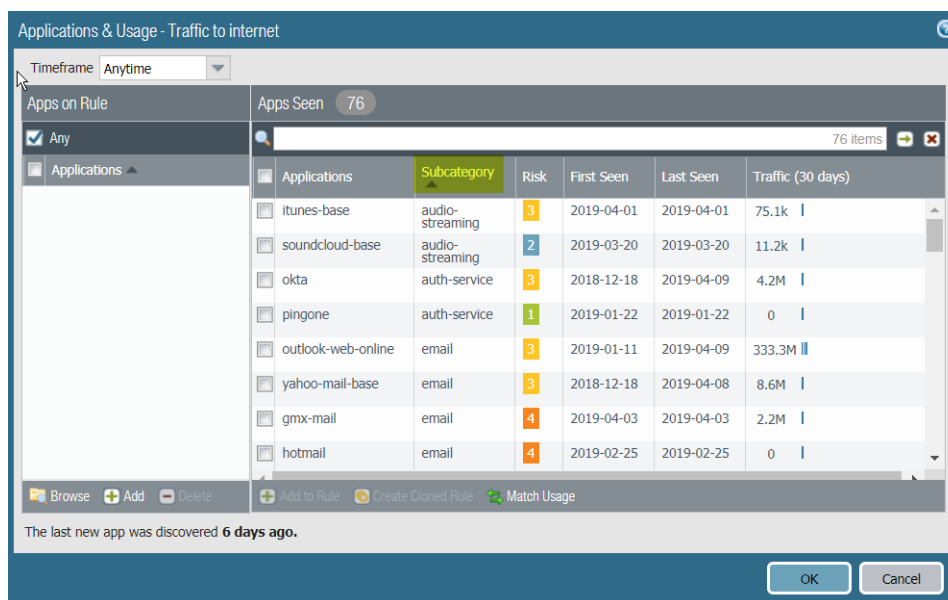 Applications & Usage - Traffic to internet
Timeframe Anytime
Apps on Rule
Apps Seen 76
Any
76 items
Applications
Applications Subcategory Risk First Seen Last Seen Traffic (30 days)
itunes-base audio-streaming 3 2019-04-01 2019-04-01 75.1k
soundcloud-base audio-streaming 2 2019-03-20 2019-03-20 11.2k
okta auth-service 3 2018-12-18 2019-04-09 4.2M
pingone auth-service 1 2019-01-22 2019-01-22 0
outlook-web-online email 3 2019-01-11 2019-04-09 333.3M
yahoo-mail-base email 3 2018-12-18 2019-04-08 8.6M
gmx-mail email 4 2019-04-03 2019-04-03 2.2M
hotmail email 4 2019-02-25 2019-02-25 0
Browse Add Delete
Add to Rule Create Cloned Rule Match Usage
The last new app was discovered 6 days ago.
OK Cancel